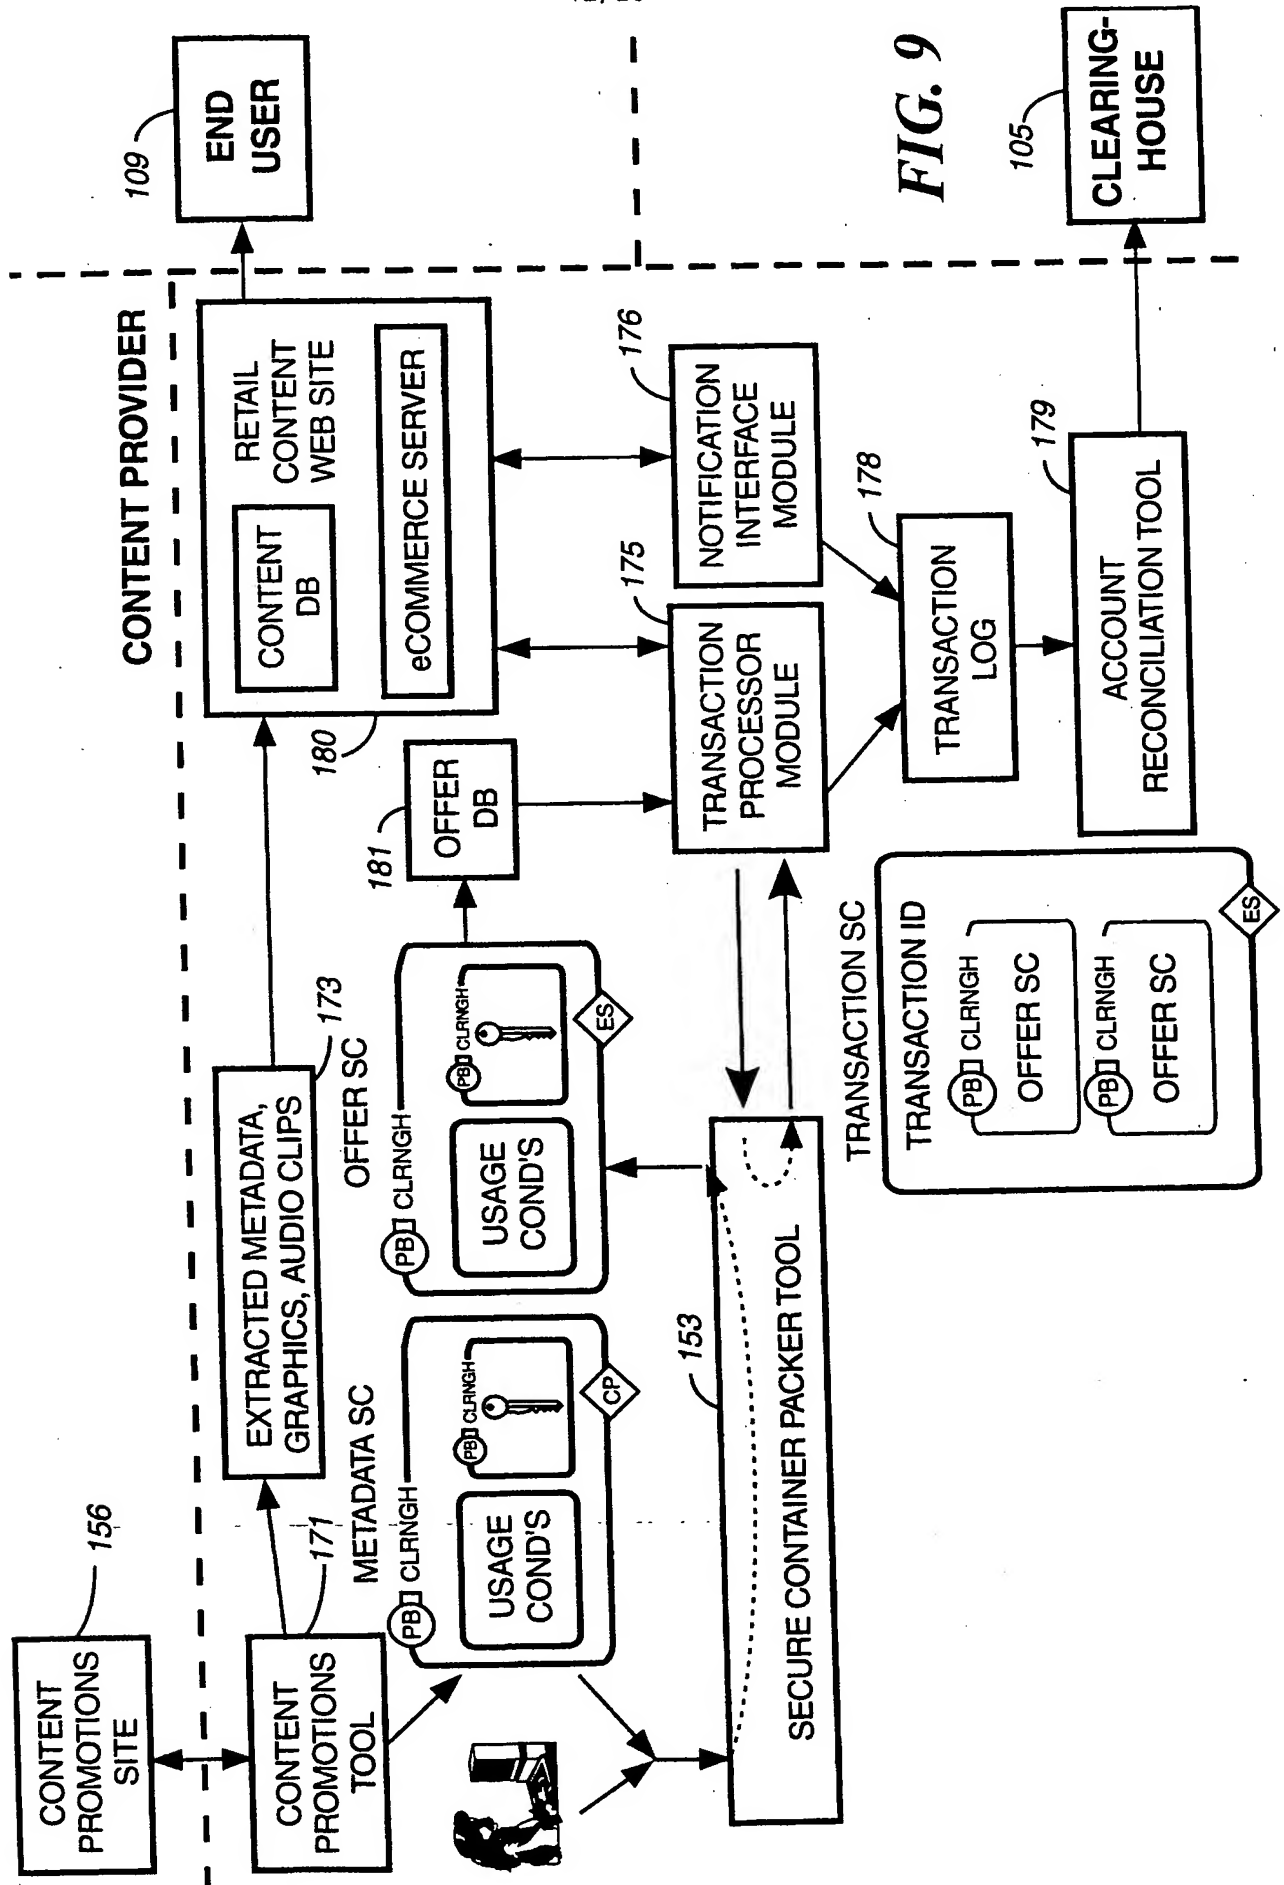 CONTENT
PROMOTIONS
SITE
156
CONTENT PROVIDER
109
END
USER
CONTENT
PROMOTIONS
TOOL
171
EXTRACTED METADATA,
GRAPHICS, AUDIO CLIPS
173
RETAIL
CONTENT
WEB SITE
CONTENT
DB
eCOMMERCE SERVER
180
METADATA SC
PB CLRNGH
USAGE
COND'S
PB CLRNGH
CP
OFFER SC
PB CLRNGH
USAGE
COND'S
PB CLRNGH
ES
181
OFFER
DB
153
SECURE CONTAINER PACKER TOOL
175
TRANSACTION
PROCESSOR
MODULE
176
NOTIFICATION
INTERFACE
MODULE
178
TRANSACTION
LOG
179
ACCOUNT
RECONCILIATION TOOL
TRANSACTION SC
TRANSACTION ID
PB CLRNGH
OFFER SC
PB CLRNGH
OFFER SC
ES
FIG. 9
105
CLEARING-
HOUSE